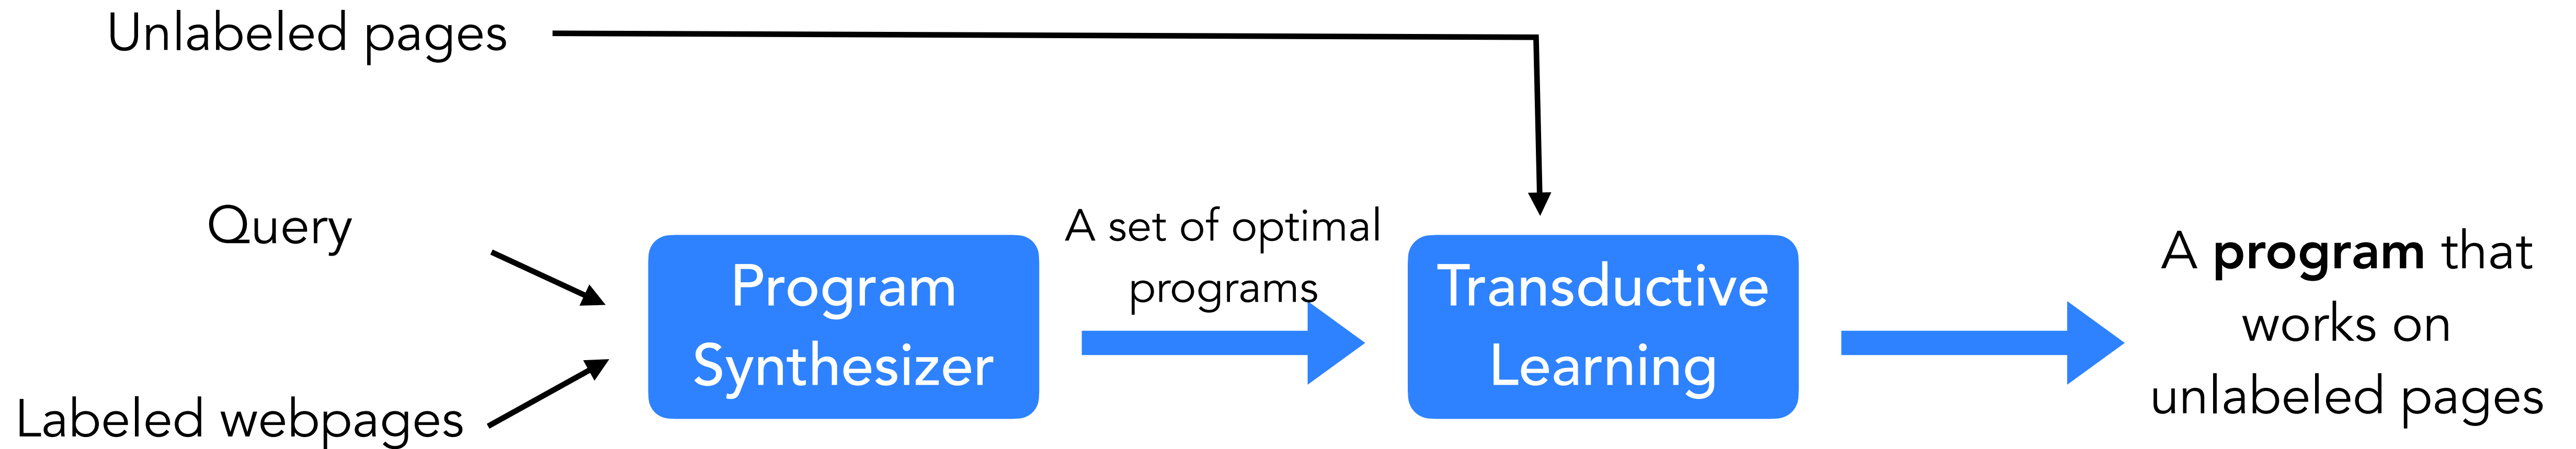 Unlabeled pages
Query
Labeled webpages
Program
Synthesizer
A set of optimal
programs
Transductive
Learning
A program that
works on
unlabeled pages